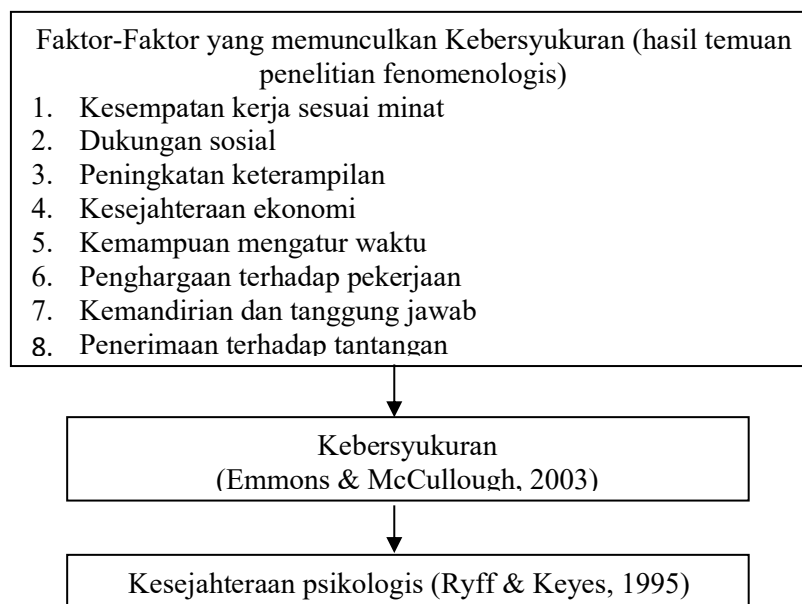 Faktor-Faktor yang memunculkan Kebersyukuran (hasil temuan
penelitian fenomenologis)
1. Kesempatan kerja sesuai minat
2. Dukungan sosial
3. Peningkatan keterampilan
4. Kesejahteraan ekonomi
5. Kemampuan mengatur waktu
6. Penghargaan terhadap pekerjaan
7. Kemandirian dan tanggung jawab
8. Penerimaan terhadap tantangan
Kebersyukuran
(Emmons & McCullough, 2003)
Kesejahteraan psikologis (Ryff & Keyes, 1995)